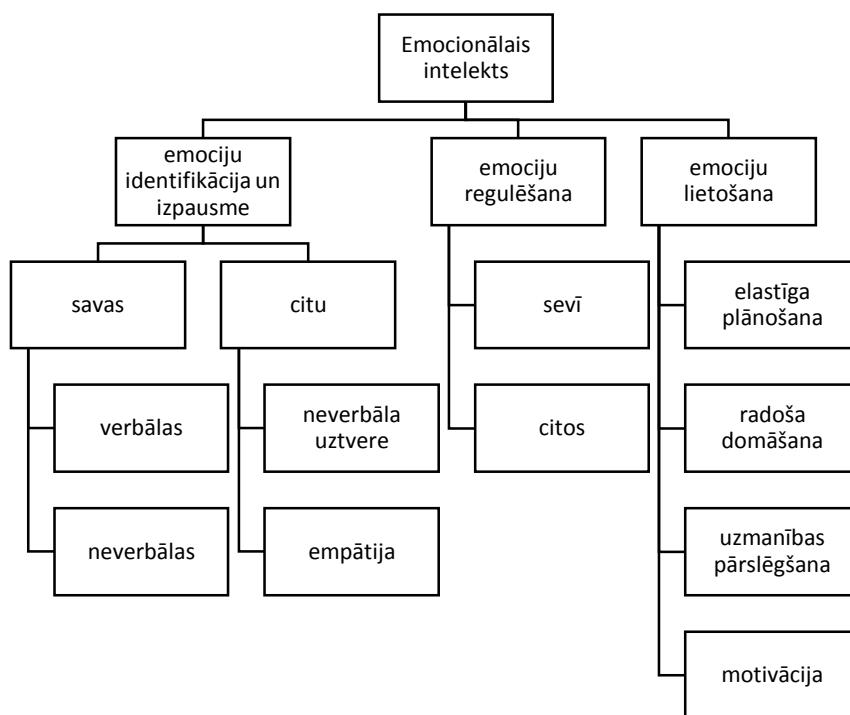 Emocionālais
intelekts
emociju
identifikācija un
izpausme
emociju
regulēšana
emociju
lietošana
savas
citu
sevī
elastīga
plānošana
verbālas
neverbāla
uztvere
citos
radoša
domāšana
neverbālas
empātija
uzmanības
pārslēgšana
motivācija